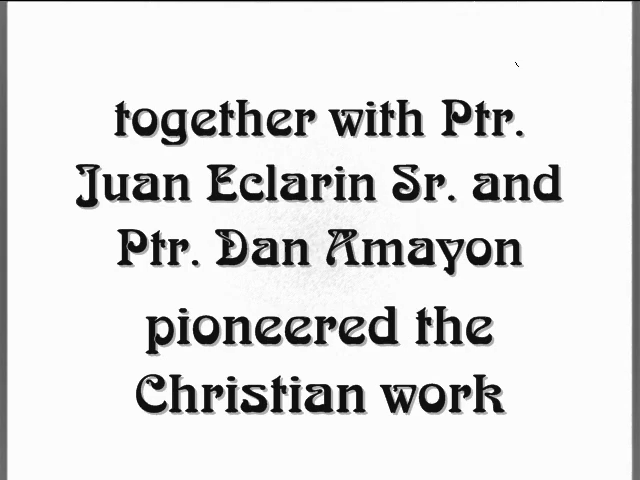 together with Ptr.
Juan Eclarin Sr. and
Ptr. Dan Amayon
pioneered the
Christian work